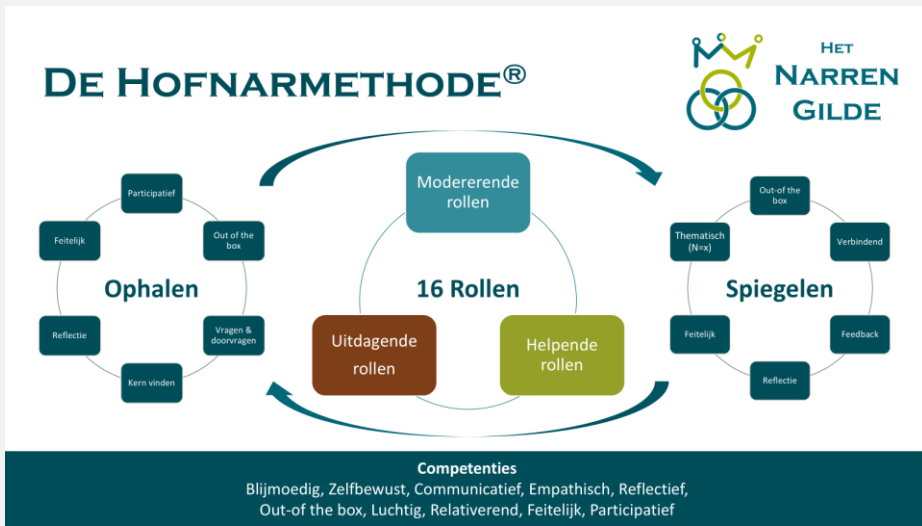 DE HOFNARMETHODE®
HET
NARREN
GILDE
Participatief
Out of the
box
Vragen &
doorvragen
Kern vinden
Reflectie
Feitelijk
Ophalen
Modererende
rollen
16 Rollen
Uitdagende
rollen
Helpende
rollen
Out-of the
box
Verbindend
Feedback
Reflectie
Feitelijk
Thematisch
(N=x)
Spiegelen
Competenties
Blijmoedig, Zelfbewust, Communicatief, Empathisch, Reflectief,
Out-of the box, Luchtig, Relativerend, Feitelijk, Participatief